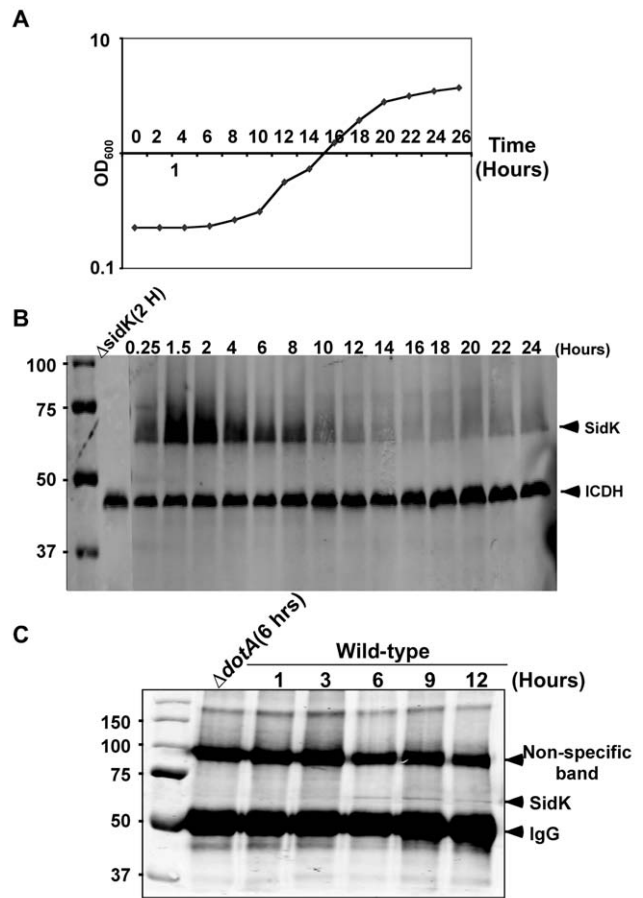 A
10
0 2 4 6 8 10 12 14 16 18 20 22 24 26
Time
(Hours)
OD600
1
0.1
B
ΔsidK(2 H)
0.25 1.5 2 4 6 8 10 12 14 16 18 20 22 24 (Hours)
100
75
SidK
50
ICDH
37
C
ΔdotA(6 hrs)
Wild-type
1 3 6 9 12 (Hours)
150
100
Non-specific
band
75
SidK
50
IgG
37